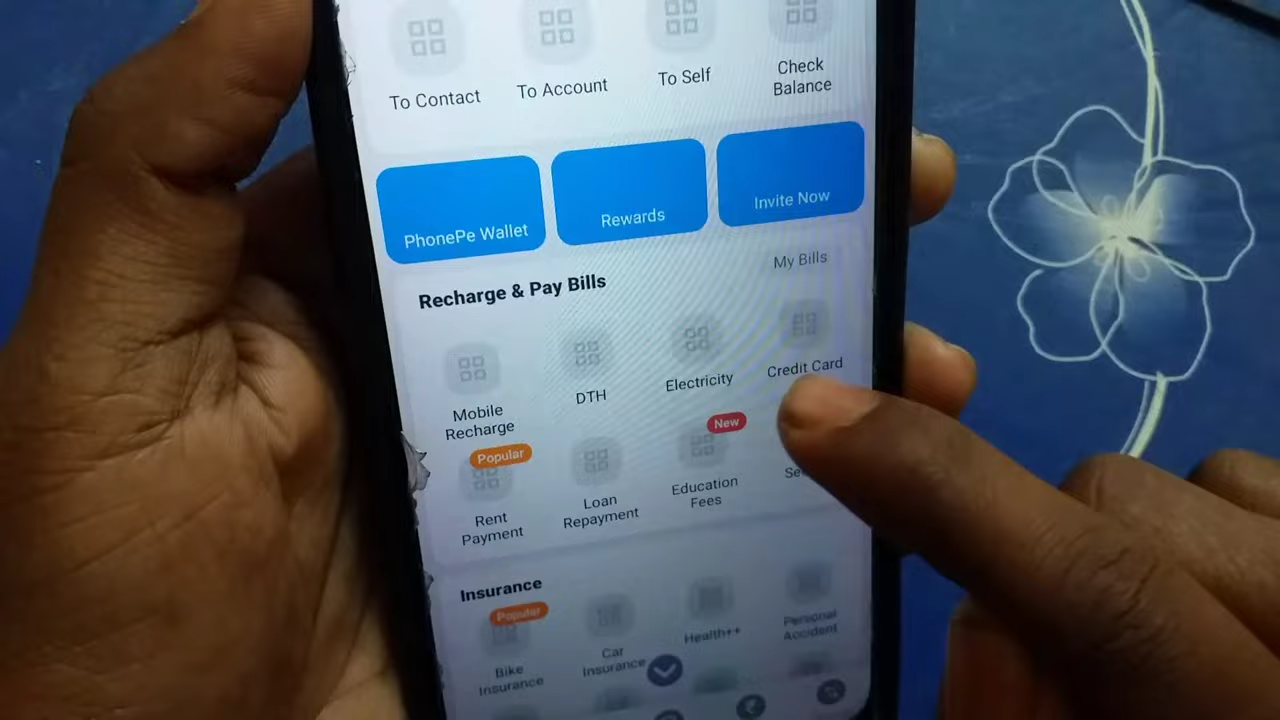 To Contact
To Account
To Self
Check
Balance
PhonePe Wallet
Rewards
Invite Now
Recharge & Pay Bills
My Bills
Mobile
Recharge
DTH
Electricity
Credit Card
Popular
Rent
Payment
Loan
Repayment
New
Education
Fees
Insurance
Popular
Bike
Insurance
Car
Insurance
Health++
Personal
Accident